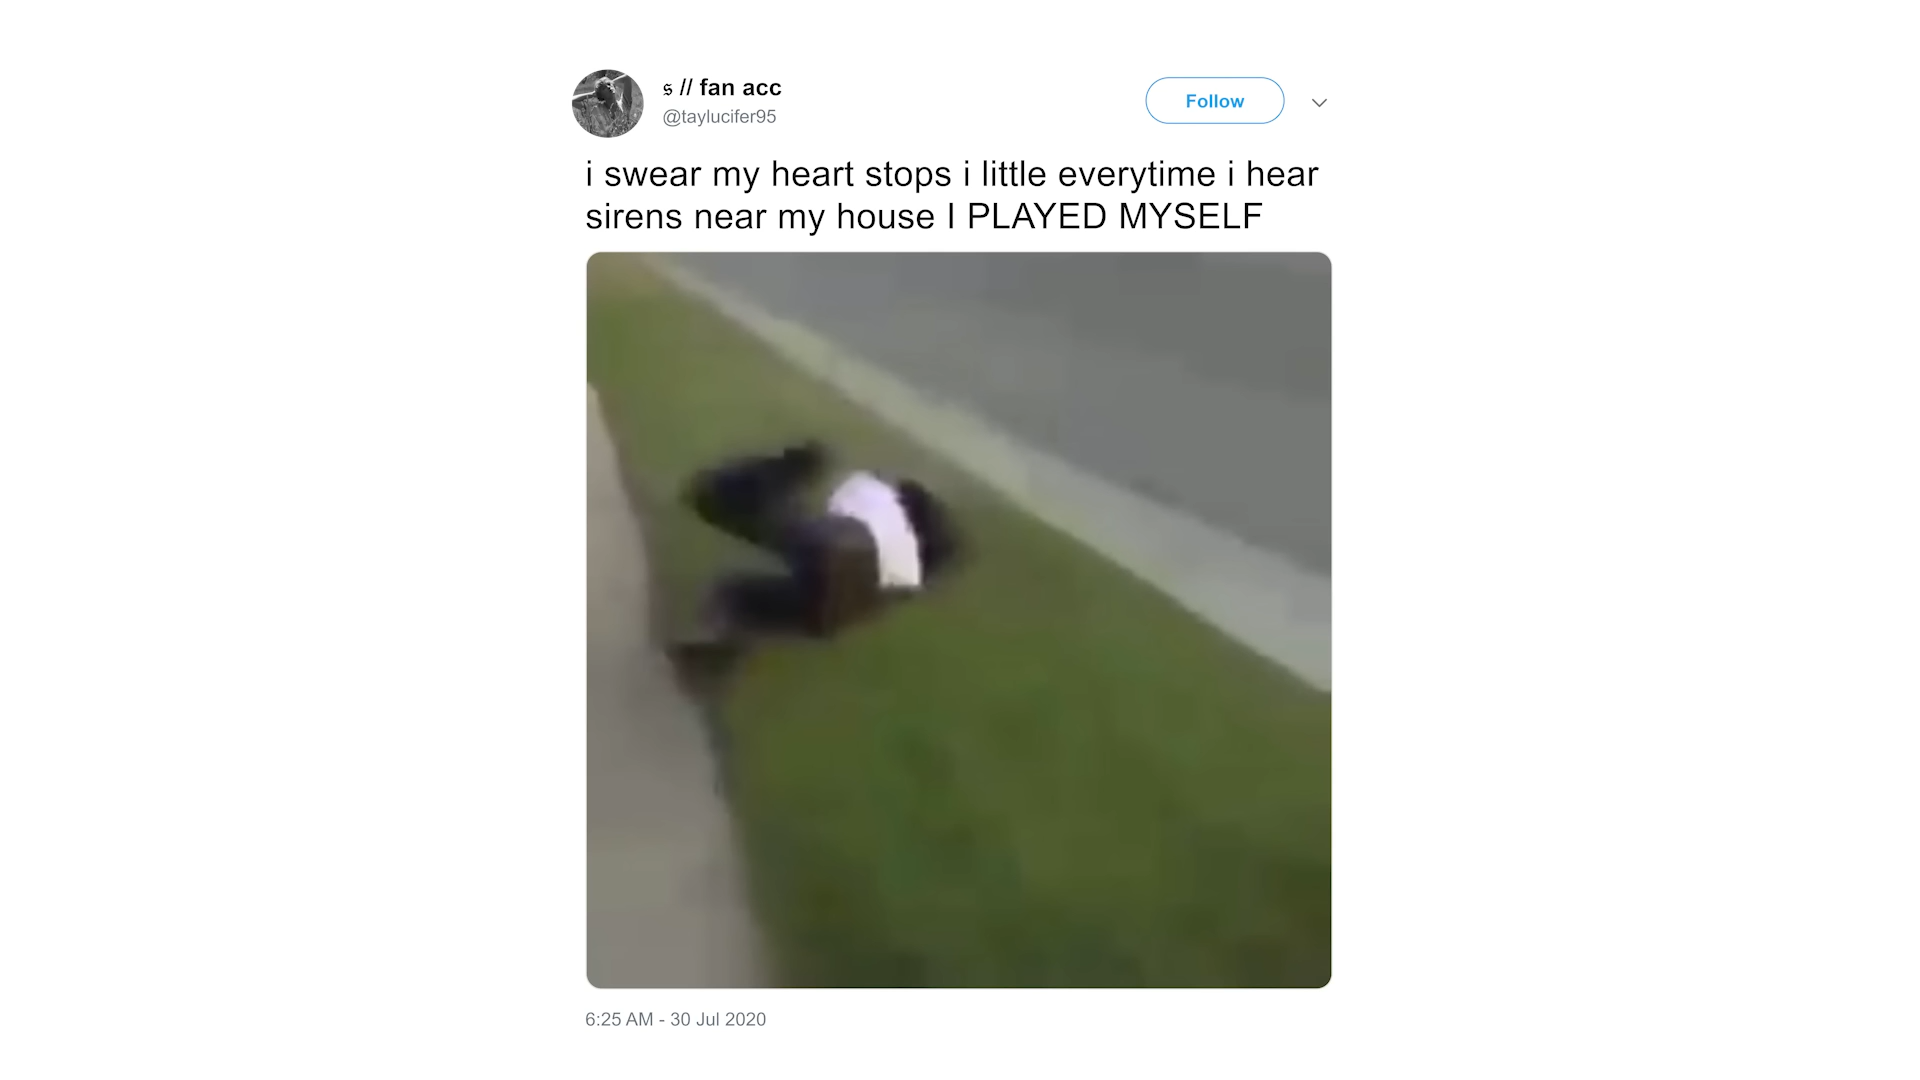 𝔰 // fan acc
@taylucifer95
Follow
i swear my heart stops i little everytime i hear
sirens near my house I PLAYED MYSELF
6:25 AM - 30 Jul 2020